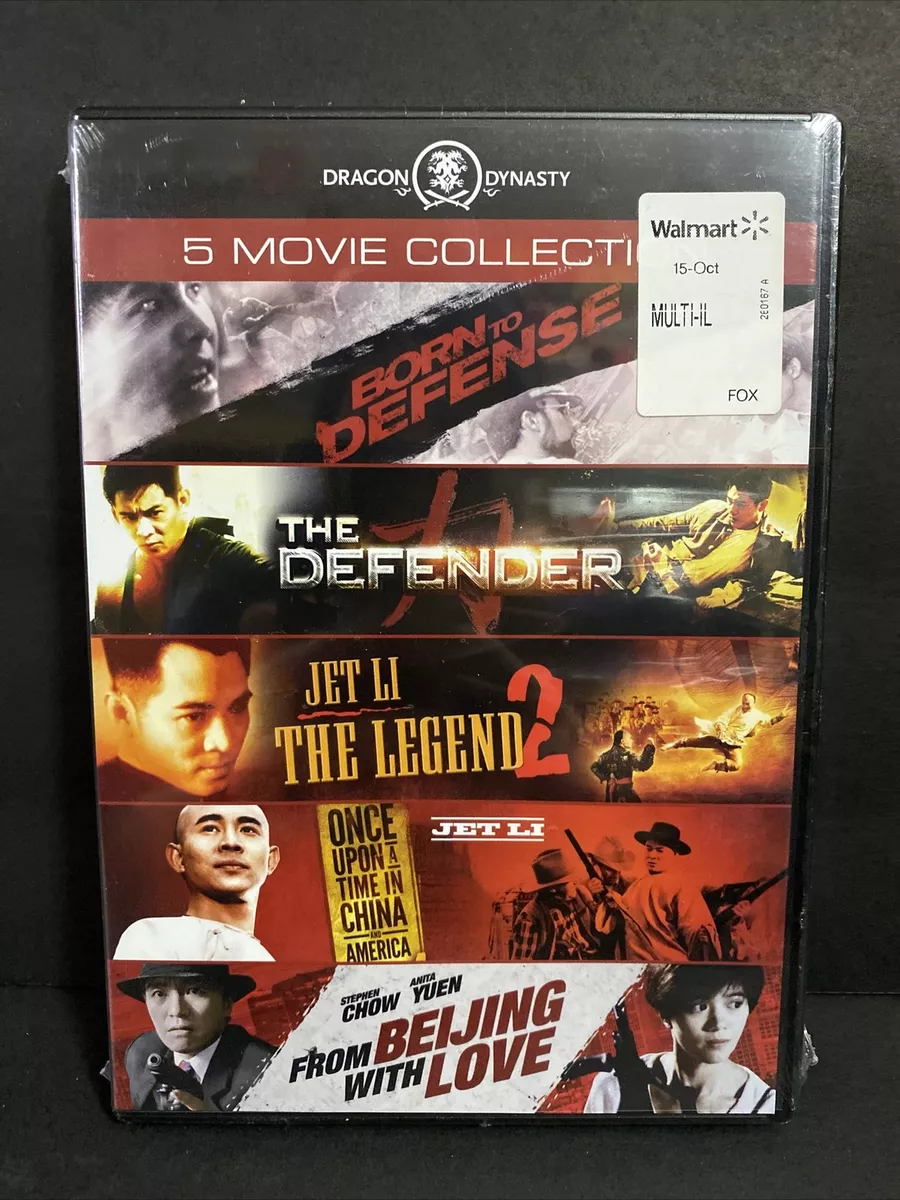 DRAGON DYNASTY
5 MOVIE COLLECTI
Walmart
15-Oct
MULTI-IL
2E0167 A
FOX
BORN TO
DEFENSE
力
THE
DEFENDER
JET LI
THE LEGEND 2
ONCE
UPON A
TIME IN
CHINA
AND
AMERICA
JET LI
STEPHEN CHOW ANITA YUEN
FROM BEIJING
WITH LOVE